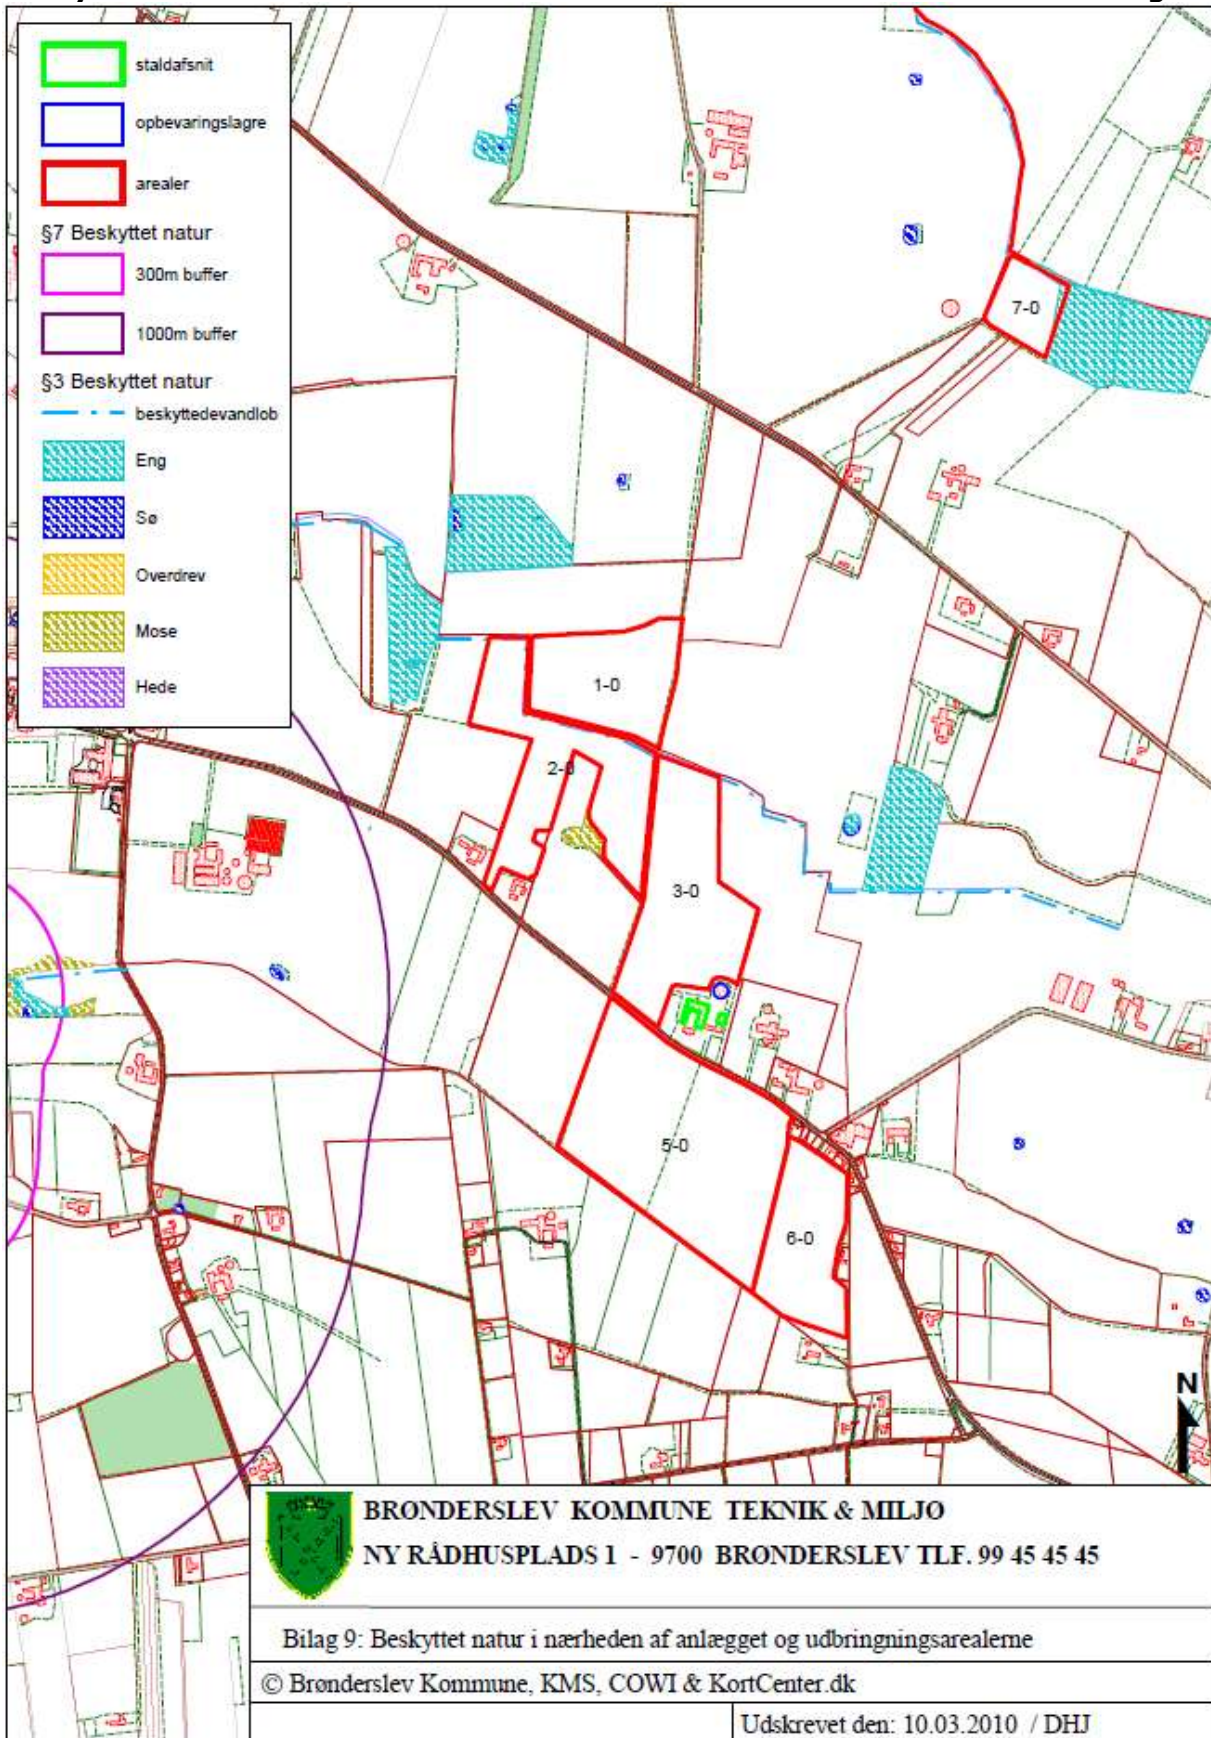 staldafsnit
opbevaringslagre
arealer
§7 Beskyttet natur
300m buffer
1000m buffer
§3 Beskyttet natur
beskyttedevandlob
Eng
Sø
Overdrev
Mose
Hede
7-0
1-0
2-0
3-0
5-0
6-0
N
BRØNDERSLEV KOMMUNE TEKNIK & MILJØ
NY RÅDHUSPLADS 1 - 9700 BRØNDERSLEV TLF. 99 45 45 45
Bilag 9: Beskyttet natur i nærheden af anlægget og udbringningsarealerne
© Brønderslev Kommune, KMS, COWI & KortCenter.dk
Udskrevet den: 10.03.2010 / DHJ